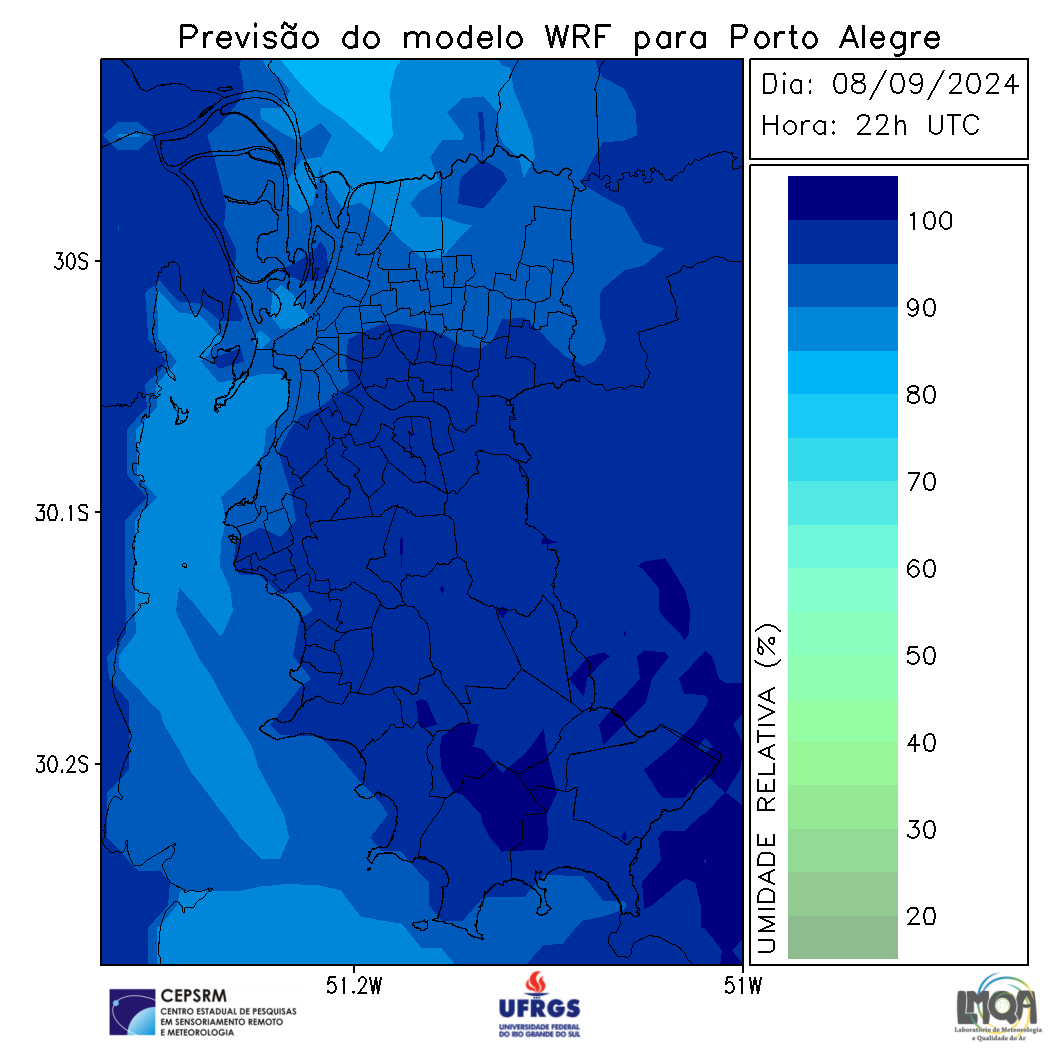 Previsão do modelo WRF para Porto Alegre
Dia: 08/09/2024
Hora: 22h UTC
30S
30.1S
30.2S
51.2W
51W
100
90
80
70
60
50
40
30
20
UMIDADE RELATIVA (%)
CEPSRM
CENTRO ESTADUAL DE PESQUISAS
EM SENSORIAMENTO REMOTO
E METEOROLOGIA
UFRGS
UNIVERSIDADE FEDERAL
DO RIO GRANDE DO SUL
LMQA
Laboratório de Meteorologia
e Qualidade do Ar